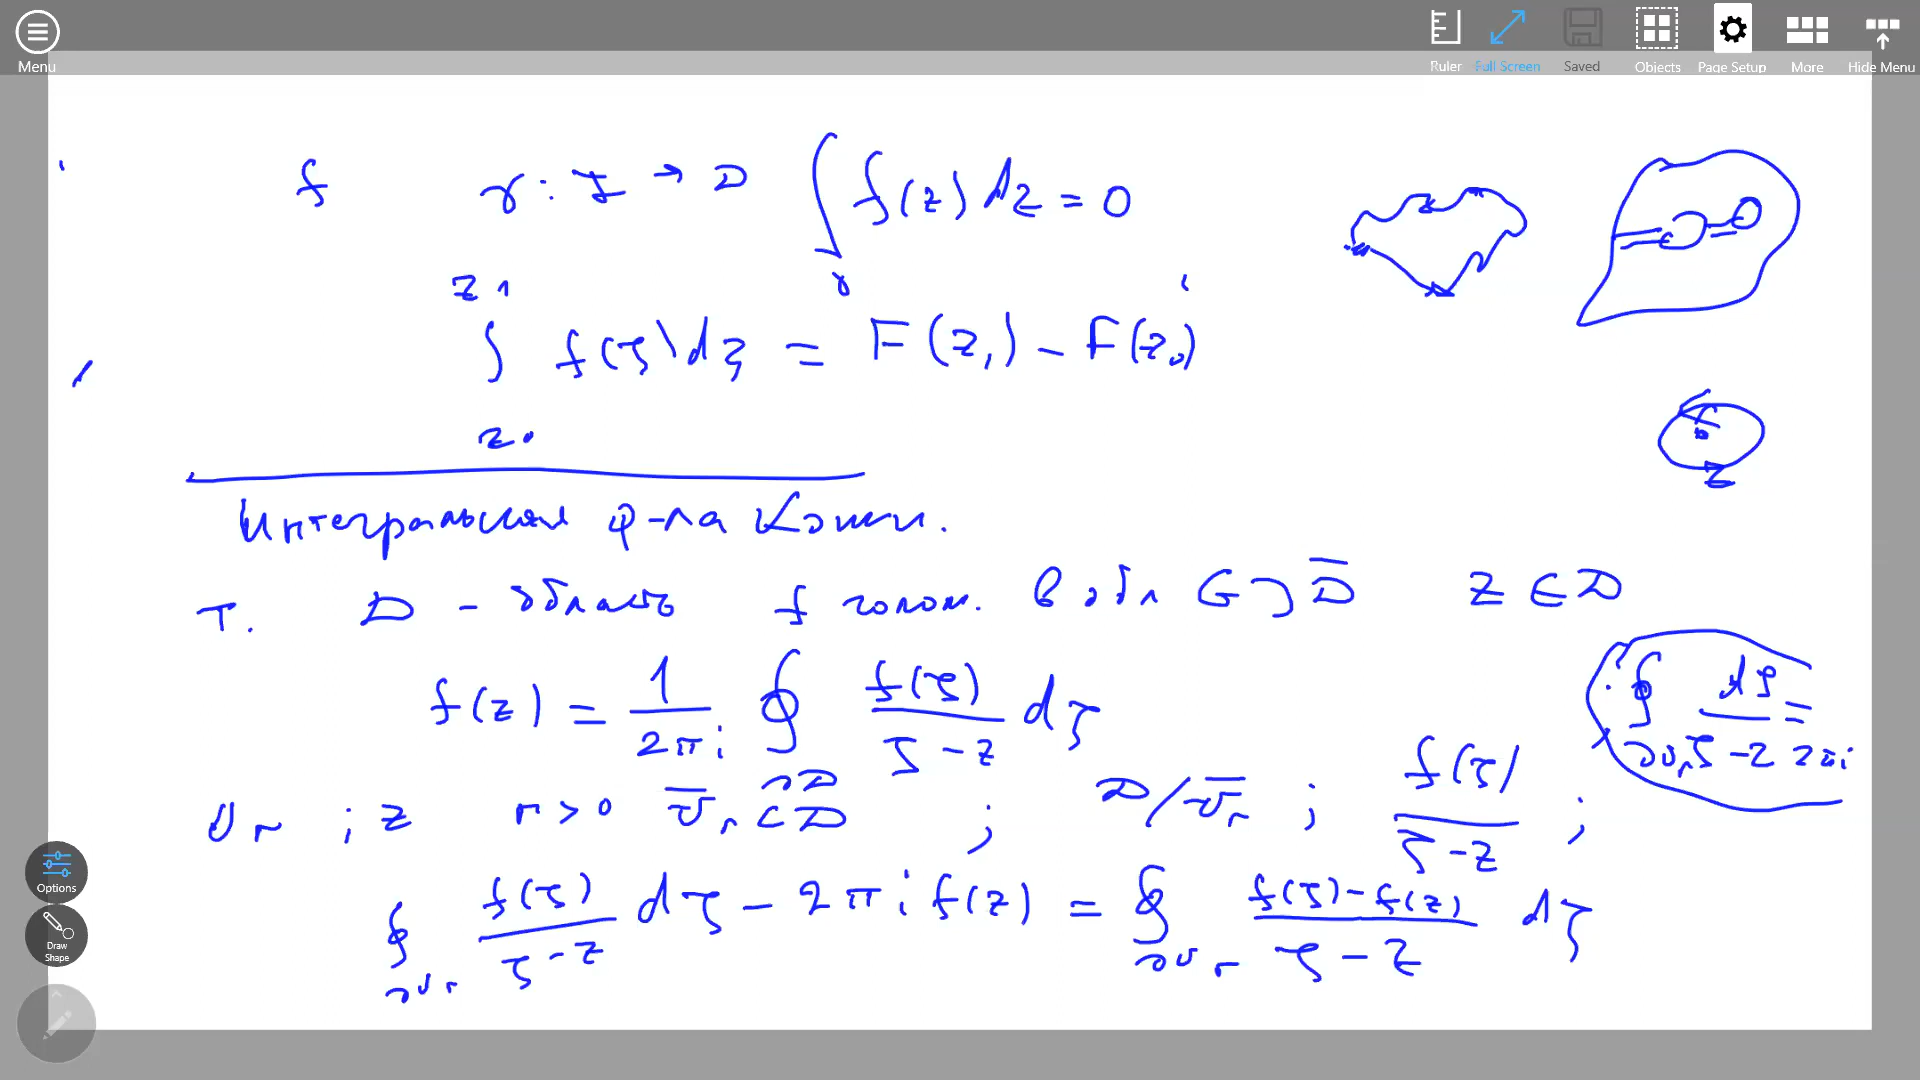 Menu
Ruler Full Screen Saved Objects Page Setup More Hide Menu
f γ: I → D ∫_γ f(z) dz = 0
∫_{z₀}^{z₁} f(ζ) dζ = F(z₁) - F(z₀)
r
z
Интегральная ф-ла Коши.
Т. D - область f голом. в обл G ⊃ D̅ z ∈ D
f(z) = 1/(2πi) ∮_{∂D} f(ζ)/(ζ - z) dζ
∮_{∂U_r} dζ/(ζ - z) = 2πi
U_r ; z r > 0 U̅_r ⊂ D ; D / U̅_r ; f(ζ)/(ζ - z) ;
∮_{∂U_r} f(ζ)/(ζ - z) dζ - 2πi f(z) = ∮_{∂U_r} (f(ζ) - f(z))/(ζ - z) dζ
Options
Draw
Shape